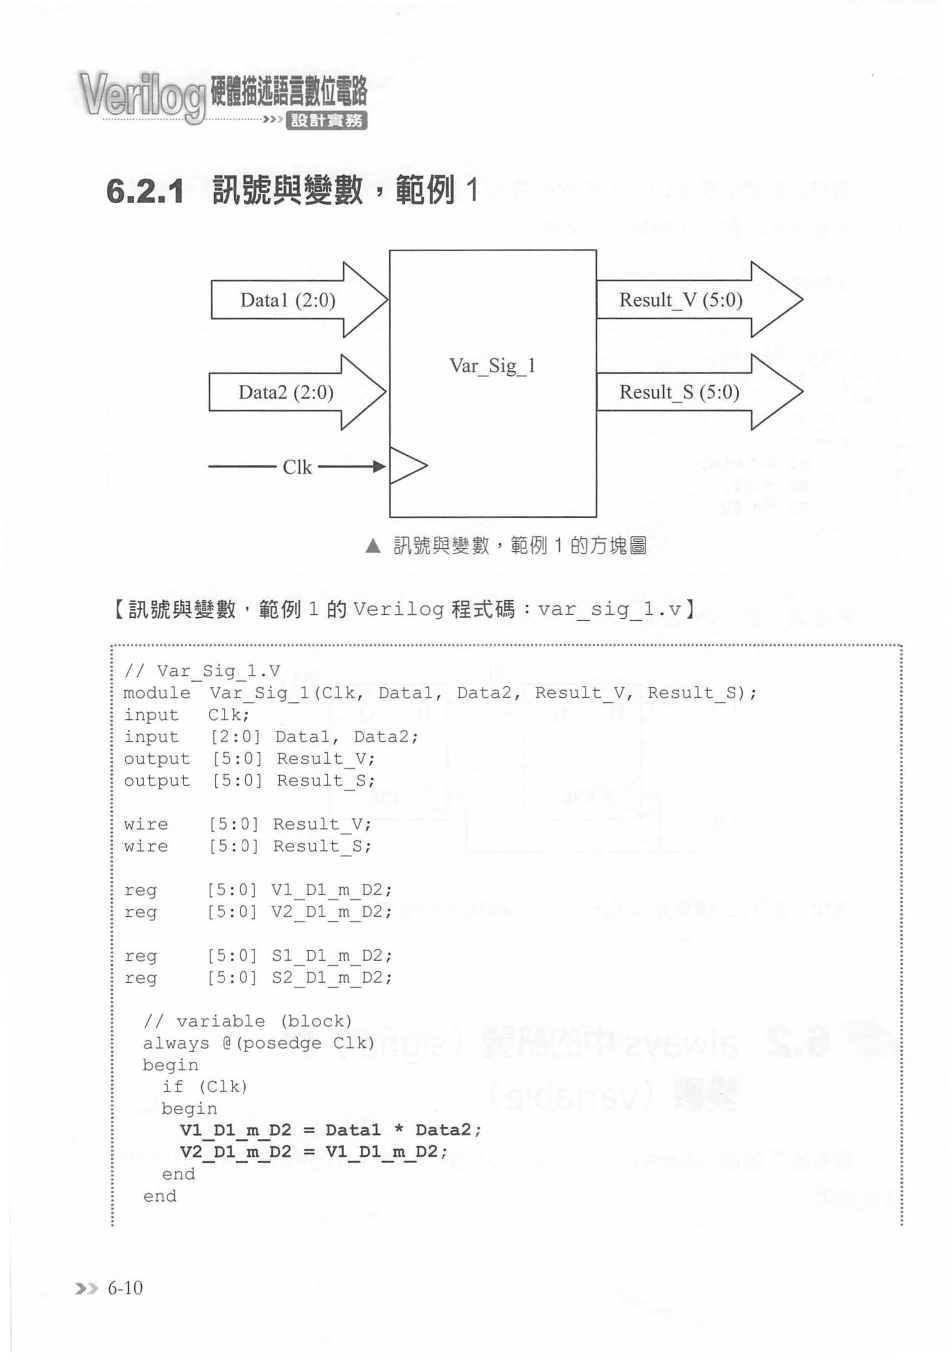 Verilog 硬體描述語言數位電路
>>> 設計實務
6.2.1 訊號與變數,範例 1
Data1 (2:0)
Result_V (5:0)
Var_Sig_1
Data2 (2:0)
Result_S (5:0)
Clk
▲ 訊號與變數,範例 1 的方塊圖
【訊號與變數,範例 1 的 Verilog 程式碼:var_sig_1.v】
// Var_Sig_1.V
module Var_Sig_1(Clk, Data1, Data2, Result_V, Result_S);
input Clk;
input [2:0] Data1, Data2;
output [5:0] Result_V;
output [5:0] Result_S;
wire [5:0] Result_V;
wire [5:0] Result_S;
reg [5:0] V1_D1_m_D2;
reg [5:0] V2_D1_m_D2;
reg [5:0] S1_D1_m_D2;
reg [5:0] S2_D1_m_D2;
// variable (block)
always @(posedge Clk)
begin
if (Clk)
begin
V1_D1_m_D2 = Data1 * Data2;
V2_D1_m_D2 = V1_D1_m_D2;
end
end
>> 6-10